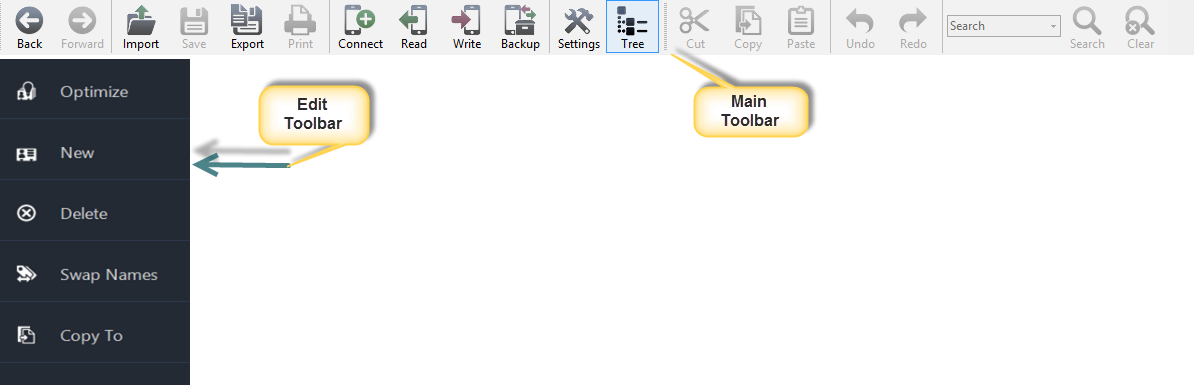 Back Forward Import Save Export Print Connect Read Write Backup Settings Tree Cut Copy Paste Undo Redo Search Search Clear
Optimize
New
Delete
Swap Names
Copy To
Edit
Toolbar
Main
Toolbar